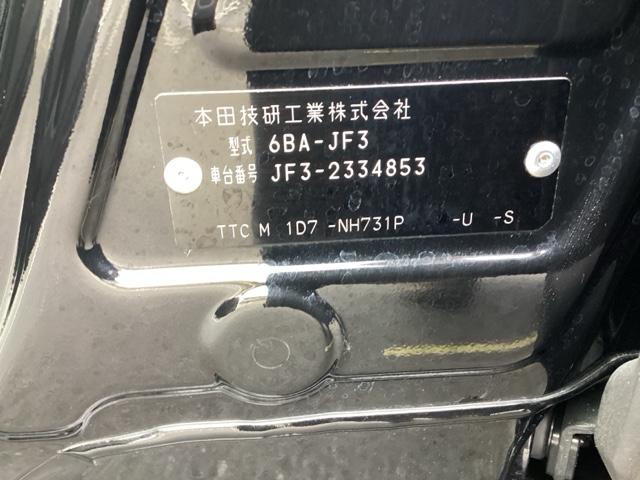 本田技研工業株式会社
型式 6BA-JF3
車台番号 JF3-2334853
TTC M 1D7 -NH731P -U -S